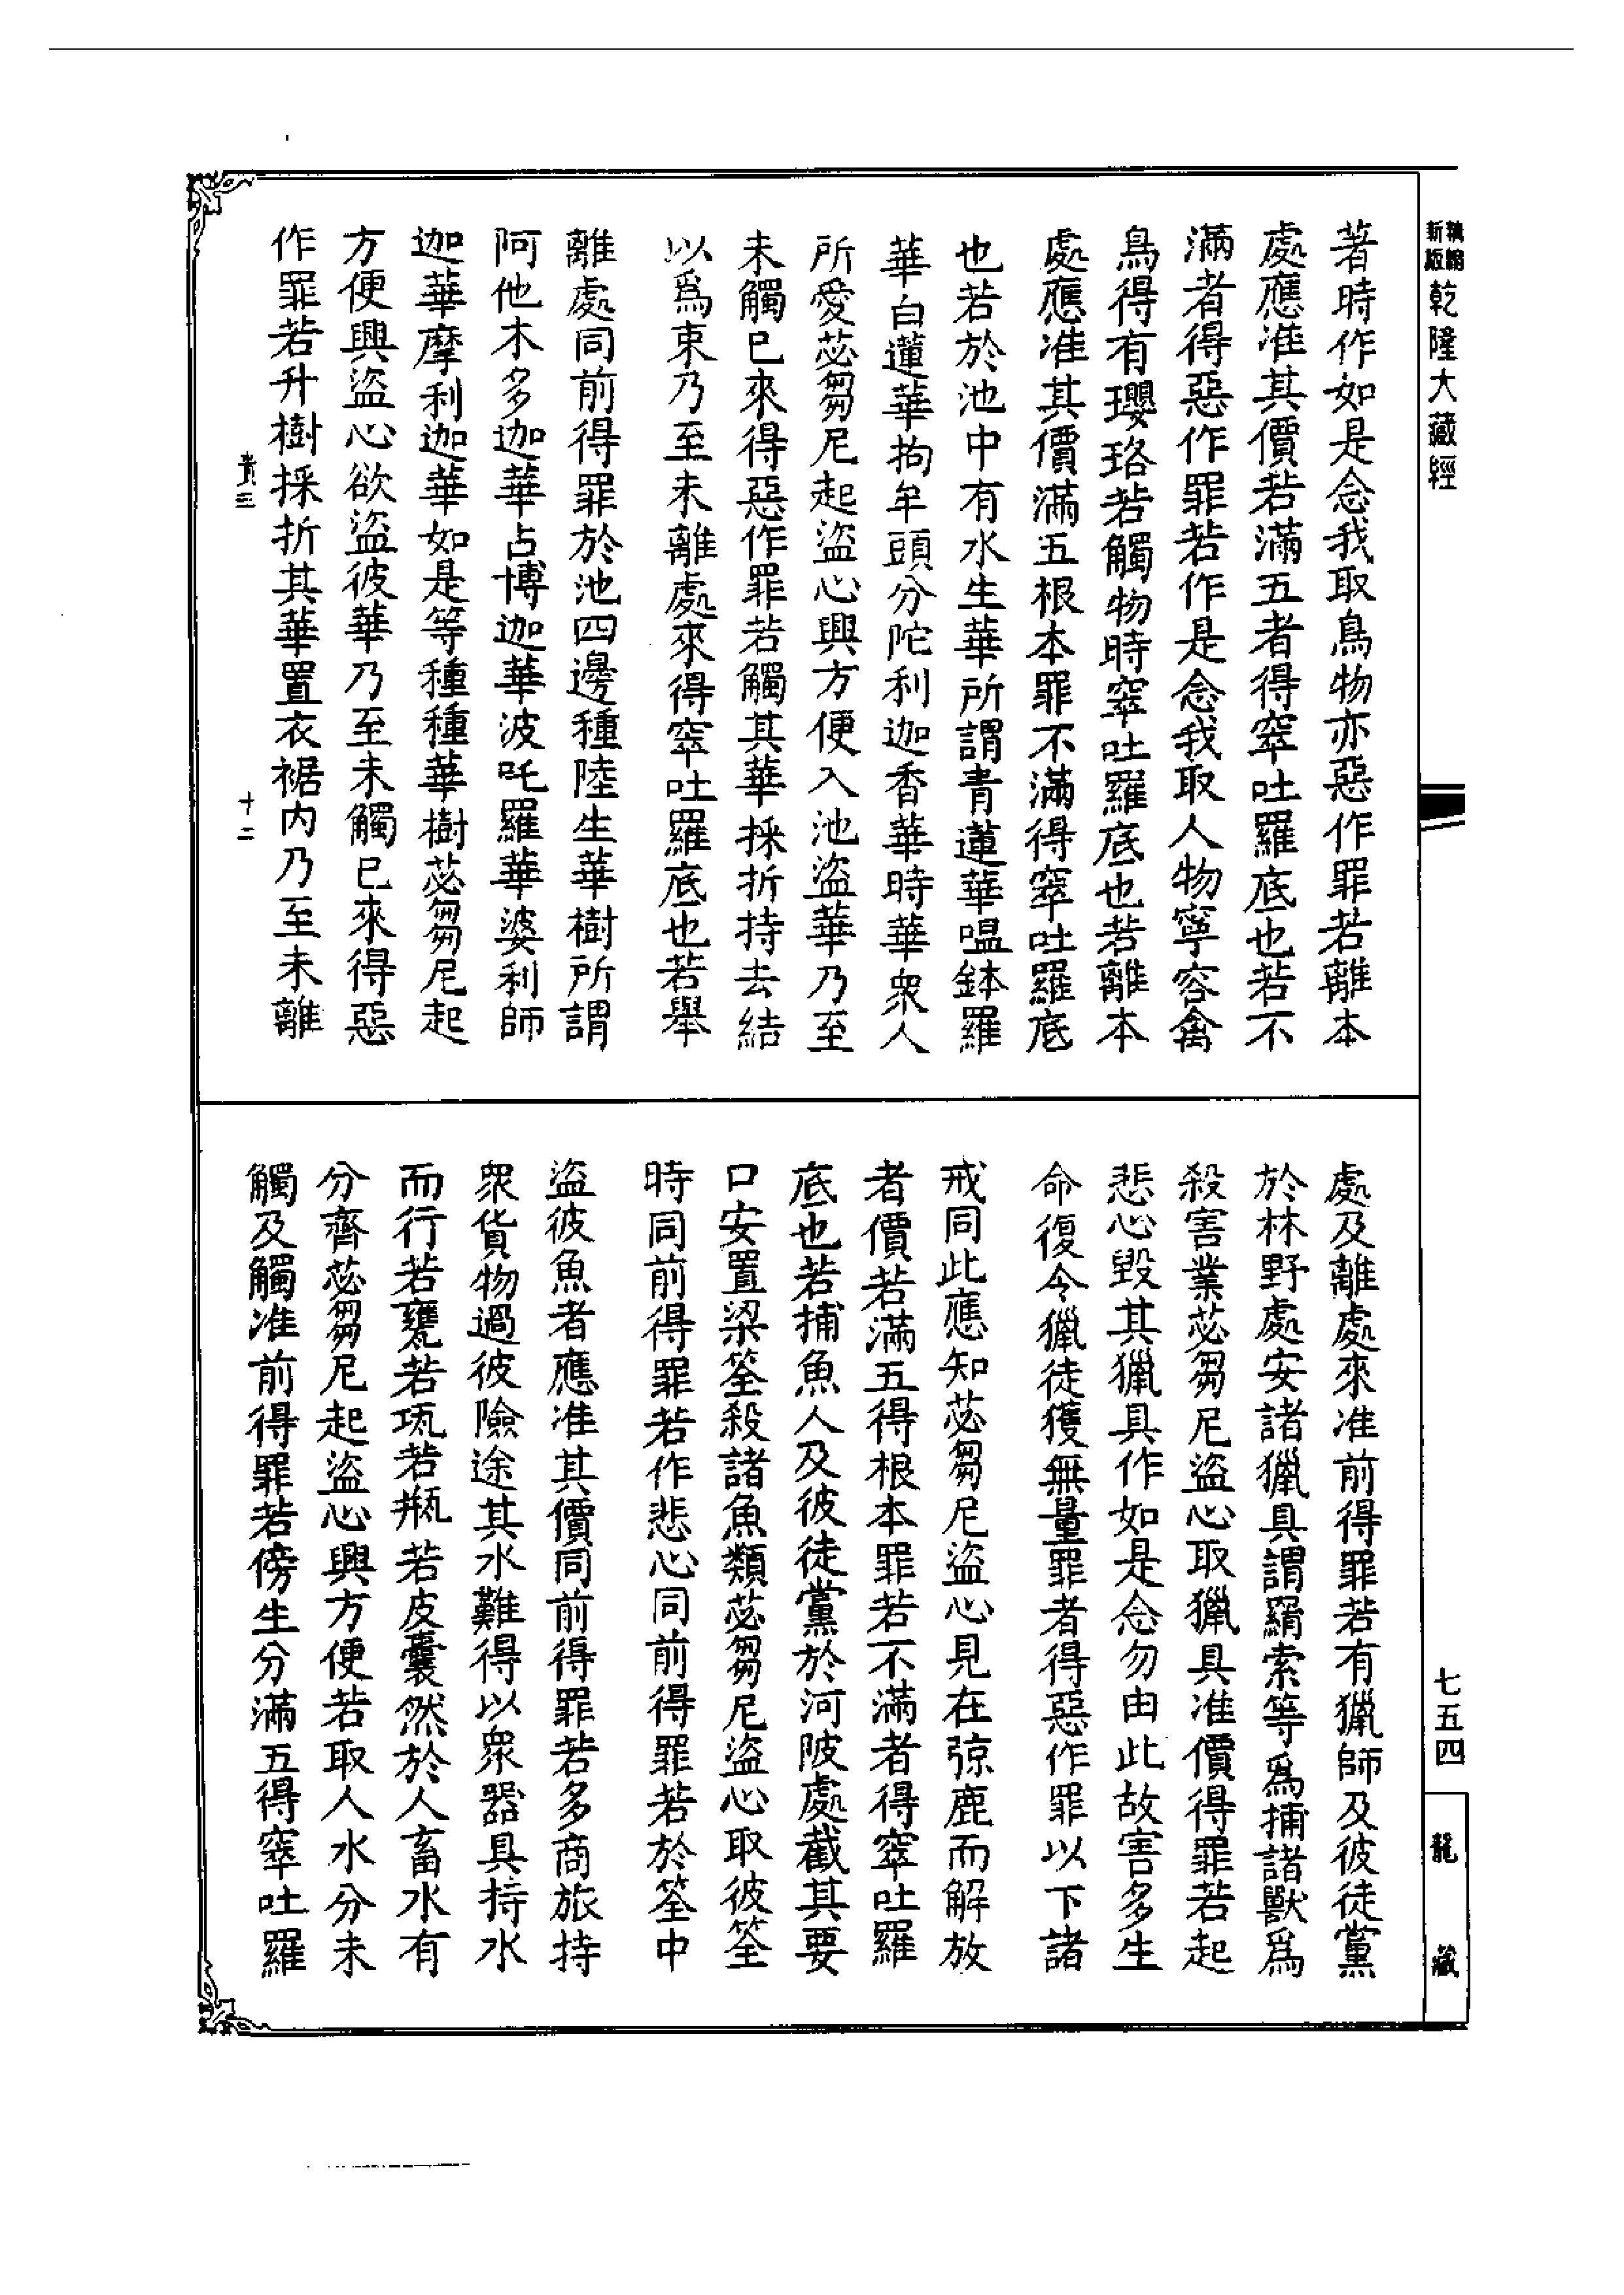 新版
精縮
乾隆大藏經
七五四
龍藏
著時作如是念我取鳥物亦惡作罪若離本
處應准其價若滿五者得窣吐羅底也若不
滿者得惡作罪若作是念我取人物寧容禽
鳥得有瓔珞若觸物時窣吐羅底也若離本
處應准其價滿五根本罪不滿得窣吐羅底
也若於池中有水生華所謂青蓮華嗢鉢羅
華白蓮華拘牟頭分陀利迦香華時華衆人
所愛苾芻尼起盜心興方便入池盜華乃至
未觸已來得惡作罪若觸其華採折持去結
以爲束乃至未離處來得窣吐羅底也若舉
離處同前得罪於池四邊種陸生華樹所謂
阿他木多迦華占博迦華波吒羅華婆利師
迦華摩利迦華如是等種種華樹苾芻尼起
方便興盜心欲盜彼華乃至未觸已來得惡
作罪若升樹採折其華置衣裾内乃至未離
貴三
十二
處及離處來准前得罪若有獵師及彼徒黨
於林野處安諸獵具謂羂索等爲捕諸獸爲
殺害業苾芻尼盜心取獵具准價得罪若起
悲心毀其獵具作如是念勿由此故害多生
命復令獵徒獲無量罪者得惡作罪以下諸
戒同此應知苾芻尼盜心見在弶鹿而解放
者價若滿五得根本罪若不滿者得窣吐羅
底也若捕魚人及彼徒黨於河陂處截其要
口安置梁筌殺諸魚類苾芻尼盜心取彼筌
時同前得罪若作悲心同前得罪若於筌中
盜彼魚者應准其價同前得罪若多商旅持
衆貨物過彼險途其水難得以衆器具持水
而行若甕若瓨若瓶若皮囊然於人畜水有
分齊苾芻尼起盜心興方便若取人水分未
觸及觸准前得罪若傍生分滿五得窣吐羅